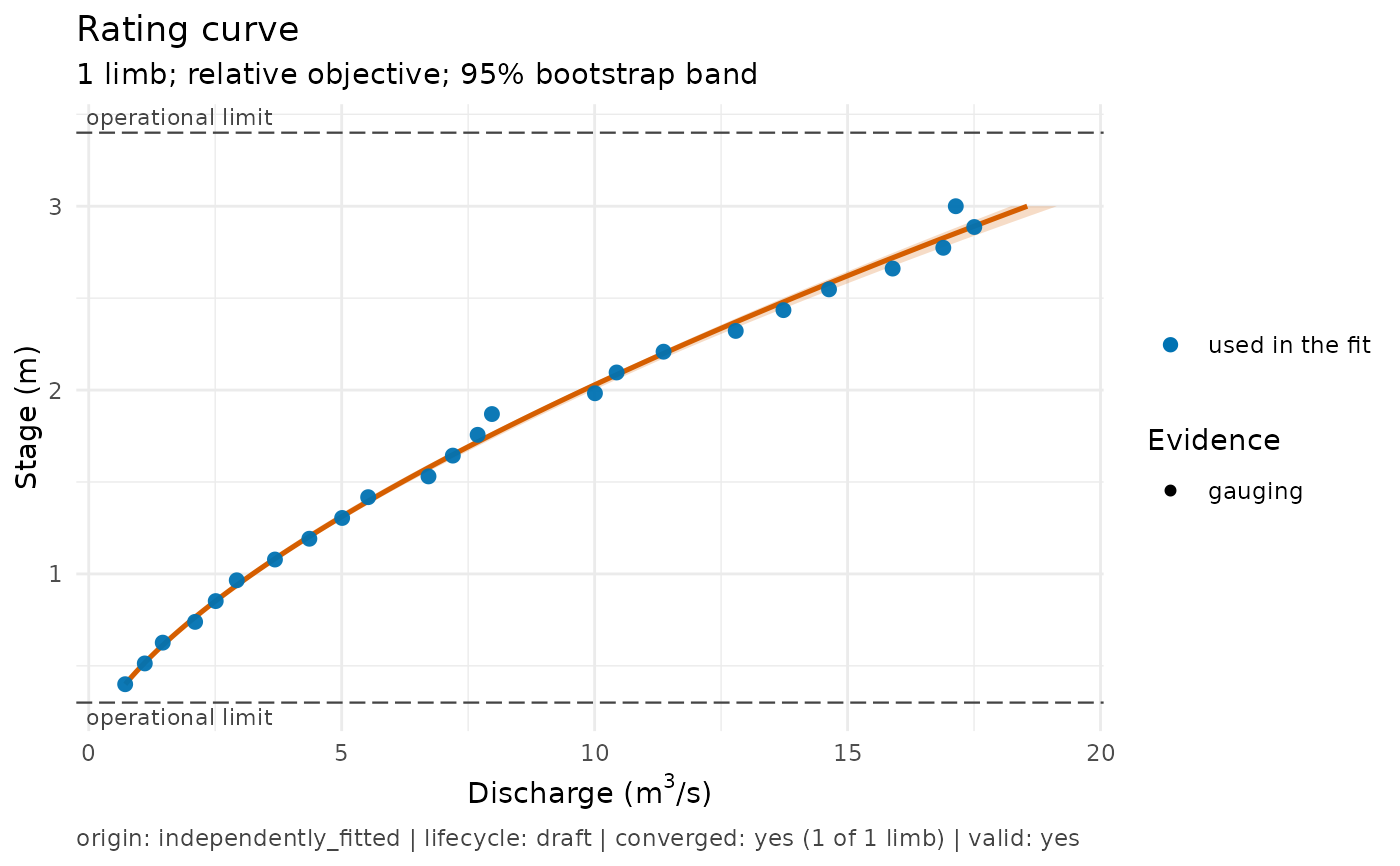 Rating curve
1 limb; relative objective; 95% bootstrap band
operational limit
3
2
1
operational limit
0 5 10 15 20
Stage (m)
Discharge (m³/s)
used in the fit
Evidence
gauging
origin: independently_fitted | lifecycle: draft | converged: yes (1 of 1 limb) | valid: yes